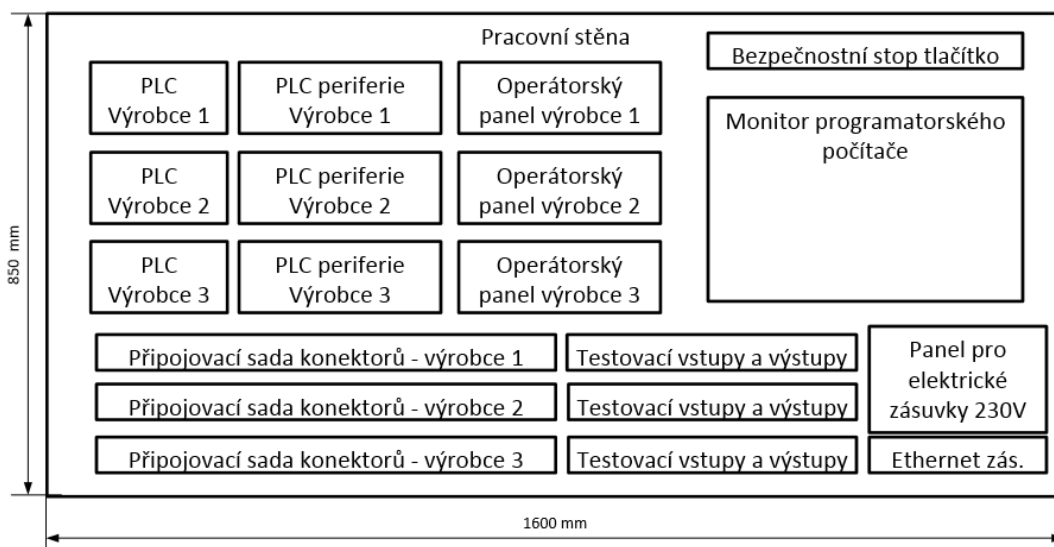 Pracovní stěna
Bezpečnostní stop tlačítko
PLC
Výrobce 1
PLC periferie
Výrobce 1
Operátorský
panel výrobce 1
Monitor programatorského
počítače
PLC
Výrobce 2
PLC periferie
Výrobce 2
Operátorský
panel výrobce 2
PLC
Výrobce 3
PLC periferie
Výrobce 3
Operátorský
panel výrobce 3
850 mm
Připojovací sada konektorů - výrobce 1
Testovací vstupy a výstupy
Panel pro
elektrické
zásuvky 230V
Připojovací sada konektorů - výrobce 2
Testovací vstupy a výstupy
Připojovací sada konektorů - výrobce 3
Testovací vstupy a výstupy
Ethernet zás.
1600 mm